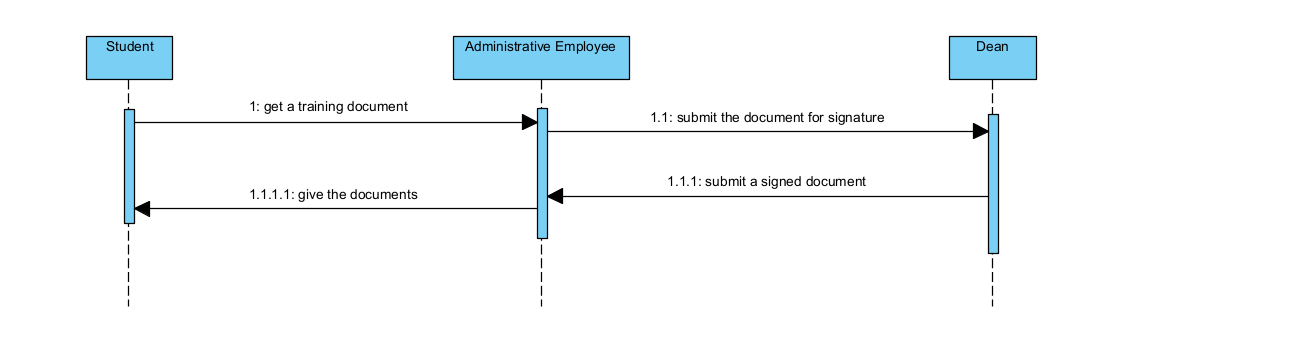 Student
Administrative Employee
Dean
1: get a training document
1.1: submit the document for signature
1.1.1: submit a signed document
1.1.1.1: give the documents